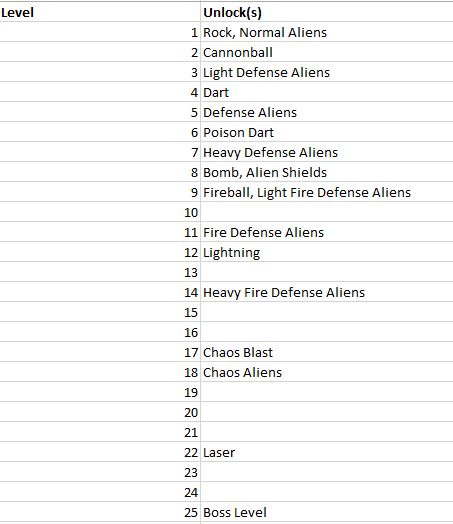 Level Unlock(s)
1 Rock, Normal Aliens
2 Cannonball
3 Light Defense Aliens
4 Dart
5 Defense Aliens
6 Poison Dart
7 Heavy Defense Aliens
8 Bomb, Alien Shields
9 Fireball, Light Fire Defense Aliens
10
11 Fire Defense Aliens
12 Lightning
13
14 Heavy Fire Defense Aliens
15
16
17 Chaos Blast
18 Chaos Aliens
19
20
21
22 Laser
23
24
25 Boss Level